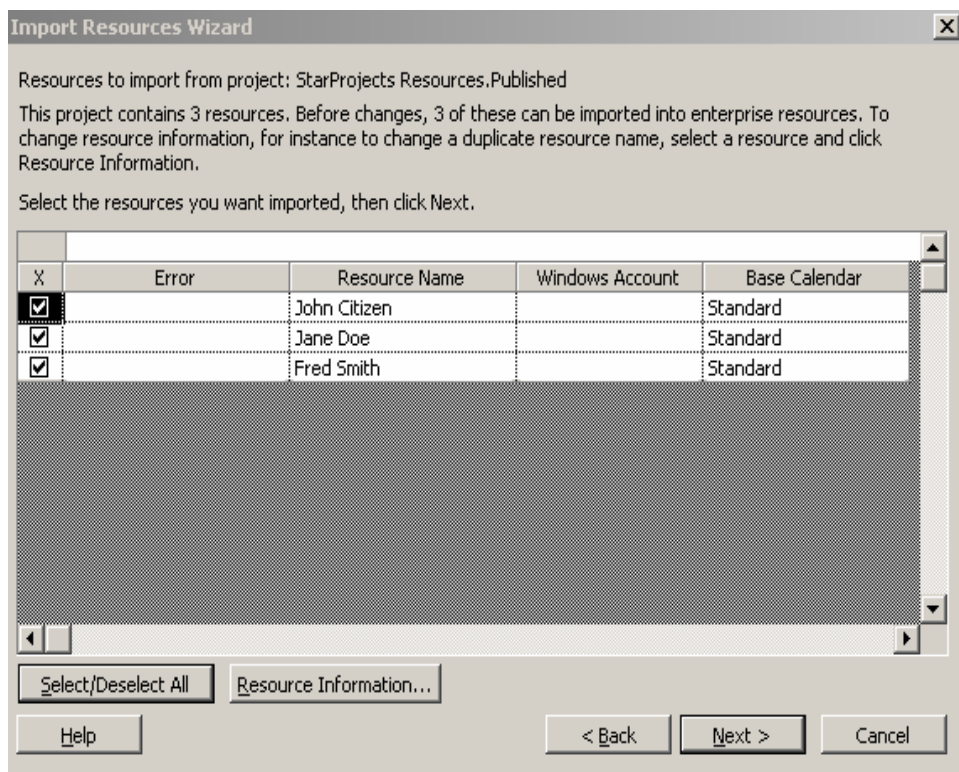 Import Resources Wizard
Resources to import from project: StarProjects Resources.Published
This project contains 3 resources. Before changes, 3 of these can be imported into enterprise resources. To
change resource information, for instance to change a duplicate resource name, select a resource and click
Resource Information.
Select the resources you want imported, then click Next.
X Error Resource Name Windows Account Base Calendar
John Citizen Standard
Jane Doe Standard
Fred Smith Standard
Select/Deselect All Resource Information...
Help < Back Next > Cancel